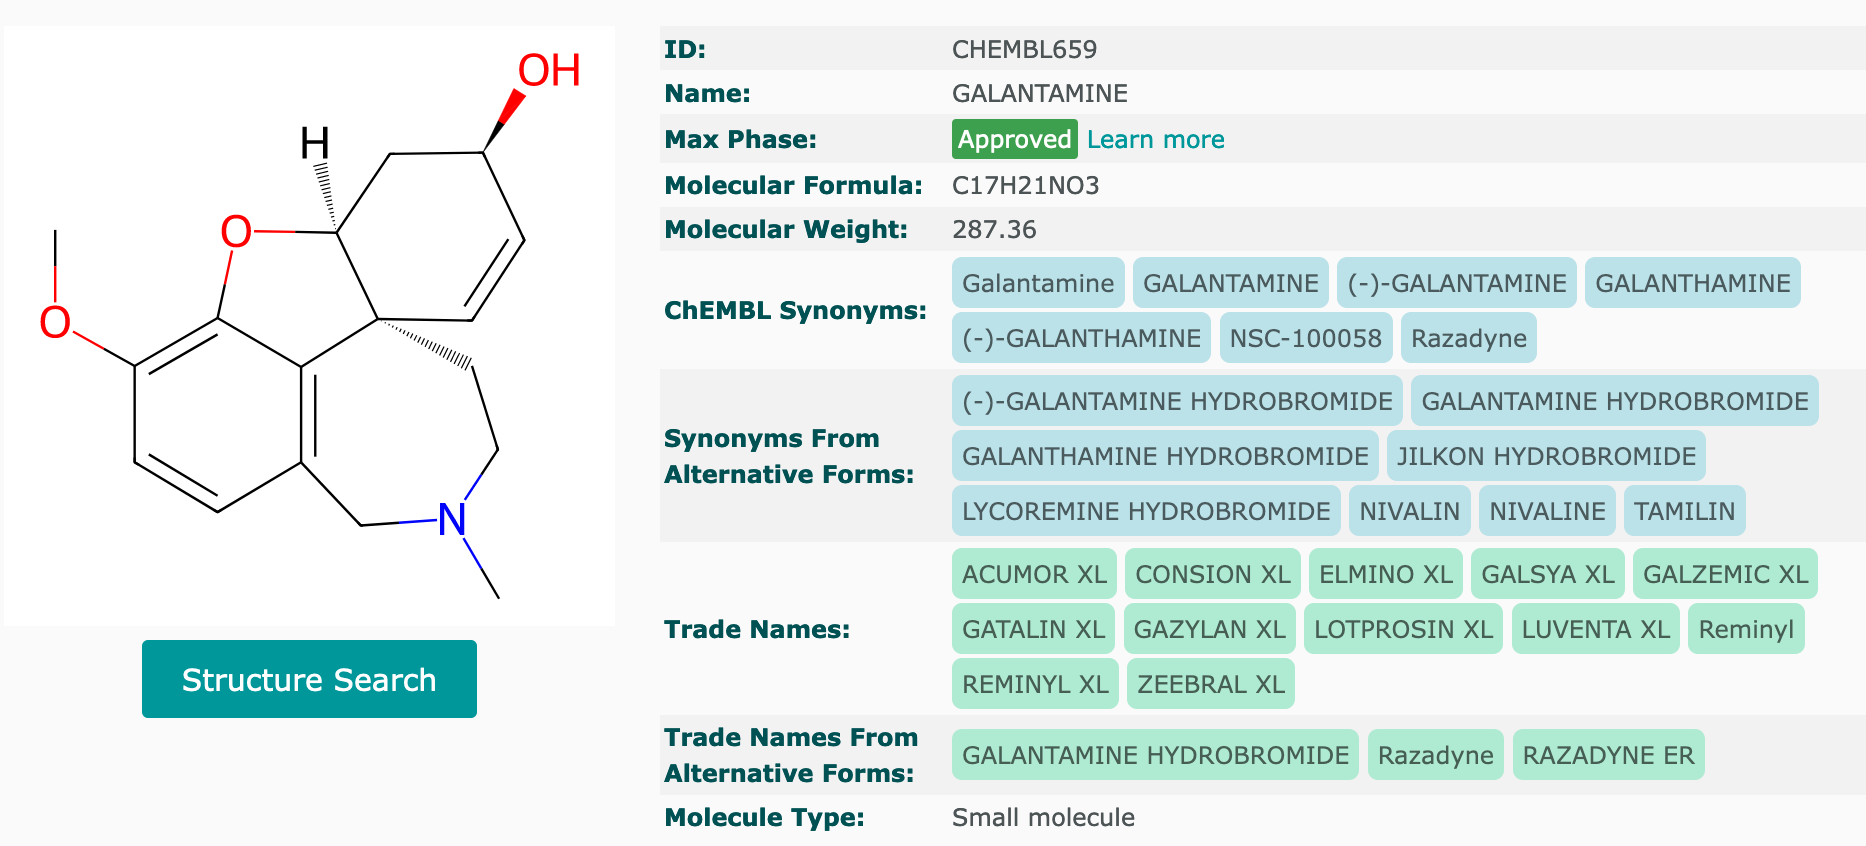 OH
H
O
O
N
Structure Search
ID: CHEMBL659
Name: GALANTAMINE
Max Phase: Approved Learn more
Molecular Formula: C17H21NO3
Molecular Weight: 287.36
ChEMBL Synonyms: Galantamine GALANTAMINE (-)-GALANTAMINE GALANTHAMINE
(-)-GALANTHAMINE NSC-100058 Razadyne
Synonyms From
Alternative Forms:
(-)-GALANTAMINE HYDROBROMIDE GALANTAMINE HYDROBROMIDE
GALANTHAMINE HYDROBROMIDE JILKON HYDROBROMIDE
LYCOREMINE HYDROBROMIDE NIVALIN NIVALINE TAMILIN
Trade Names: ACUMOR XL CONSION XL ELMINO XL GALSYA XL GALZEMIC XL
GATALIN XL GAZYLAN XL LOTPROSIN XL LUVENTA XL Reminyl
REMINYL XL ZEEBRAL XL
Trade Names From
Alternative Forms:
GALANTAMINE HYDROBROMIDE Razadyne RAZADYNE ER
Molecule Type: Small molecule